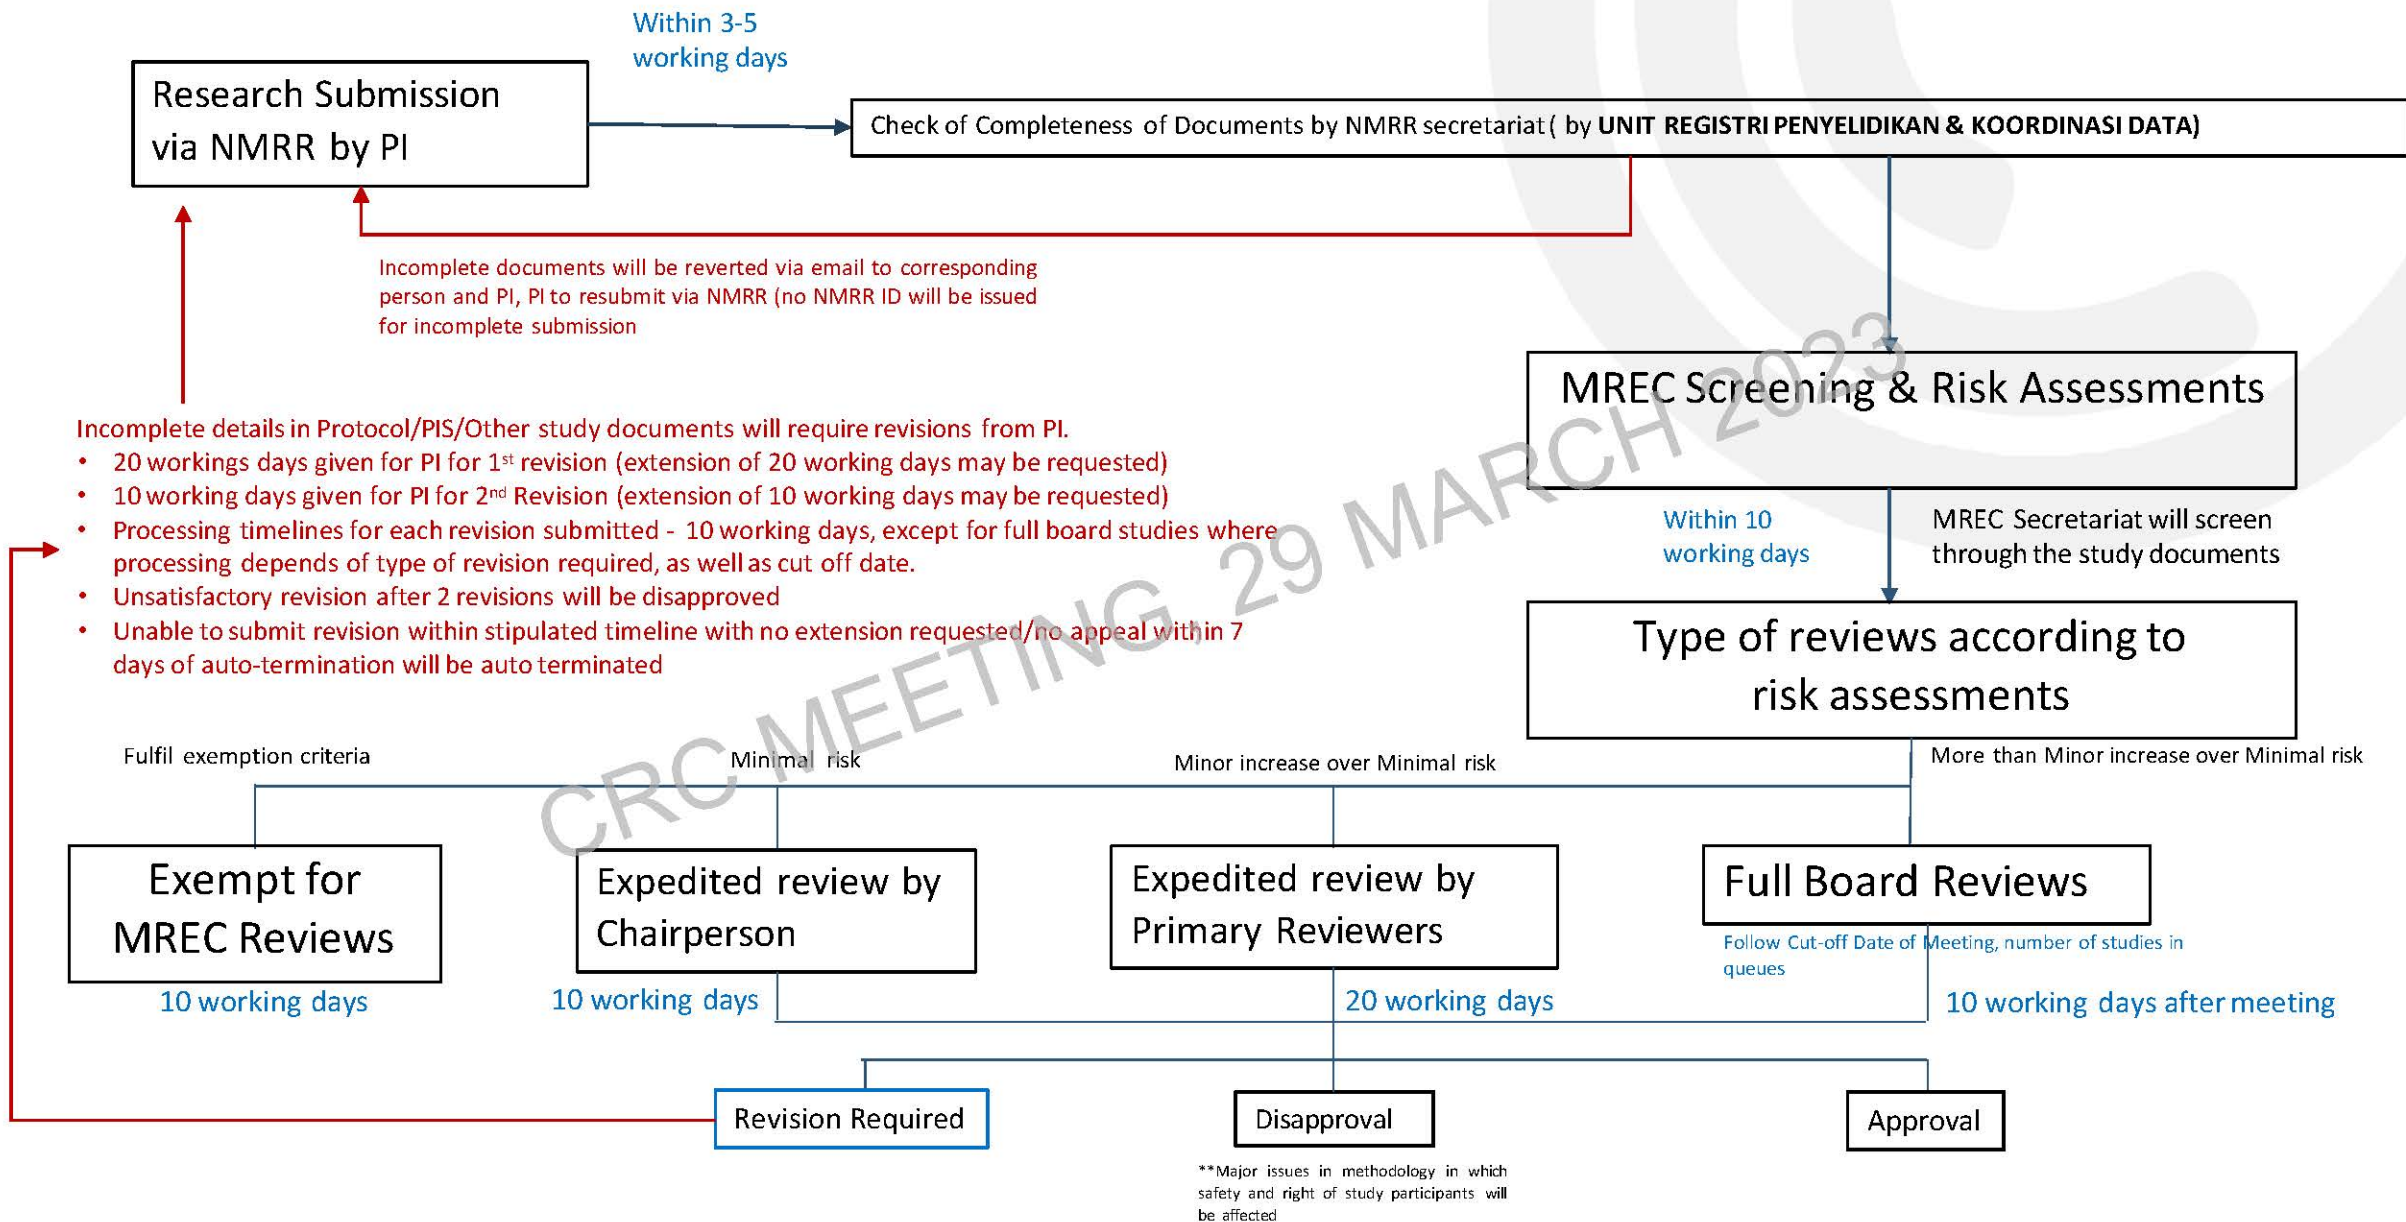 Within 3-5
working days
Research Submission
via NMRR by PI
Check of Completeness of Documents by NMRR secretariat ( by UNIT REGISTRI PENYELIDIKAN & KOORDINASI DATA)
Incomplete documents will be reverted via email to corresponding
person and PI, PI to resubmit via NMRR (no NMRR ID will be issued
for incomplete submission
MREC Screening & Risk Assessments
Incomplete details in Protocol/PIS/Other study documents will require revisions from PI.
• 20 workings days given for PI for 1st revision (extension of 20 working days may be requested)
• 10 working days given for PI for 2nd Revision (extension of 10 working days may be requested)
• Processing timelines for each revision submitted - 10 working days, except for full board studies where
processing depends of type of revision required, as well as cut off date.
• Unsatisfactory revision after 2 revisions will be disapproved
• Unable to submit revision within stipulated timeline with no extension requested/no appeal within 7
days of auto-termination will be auto terminated
Within 10
working days
MREC Secretariat will screen
through the study documents
Type of reviews according to
risk assessments
CRC MEETING, 29 MARCH 2023
Fulfil exemption criteria
Minimal risk
Minor increase over Minimal risk
More than Minor increase over Minimal risk
Exempt for
MREC Reviews
10 working days
Expedited review by
Chairperson
10 working days
Expedited review by
Primary Reviewers
20 working days
Full Board Reviews
Follow Cut-off Date of Meeting, number of studies in
queues
10 working days after meeting
Revision Required
Disapproval
Approval
**Major issues in methodology in which
safety and right of study participants will
be affected